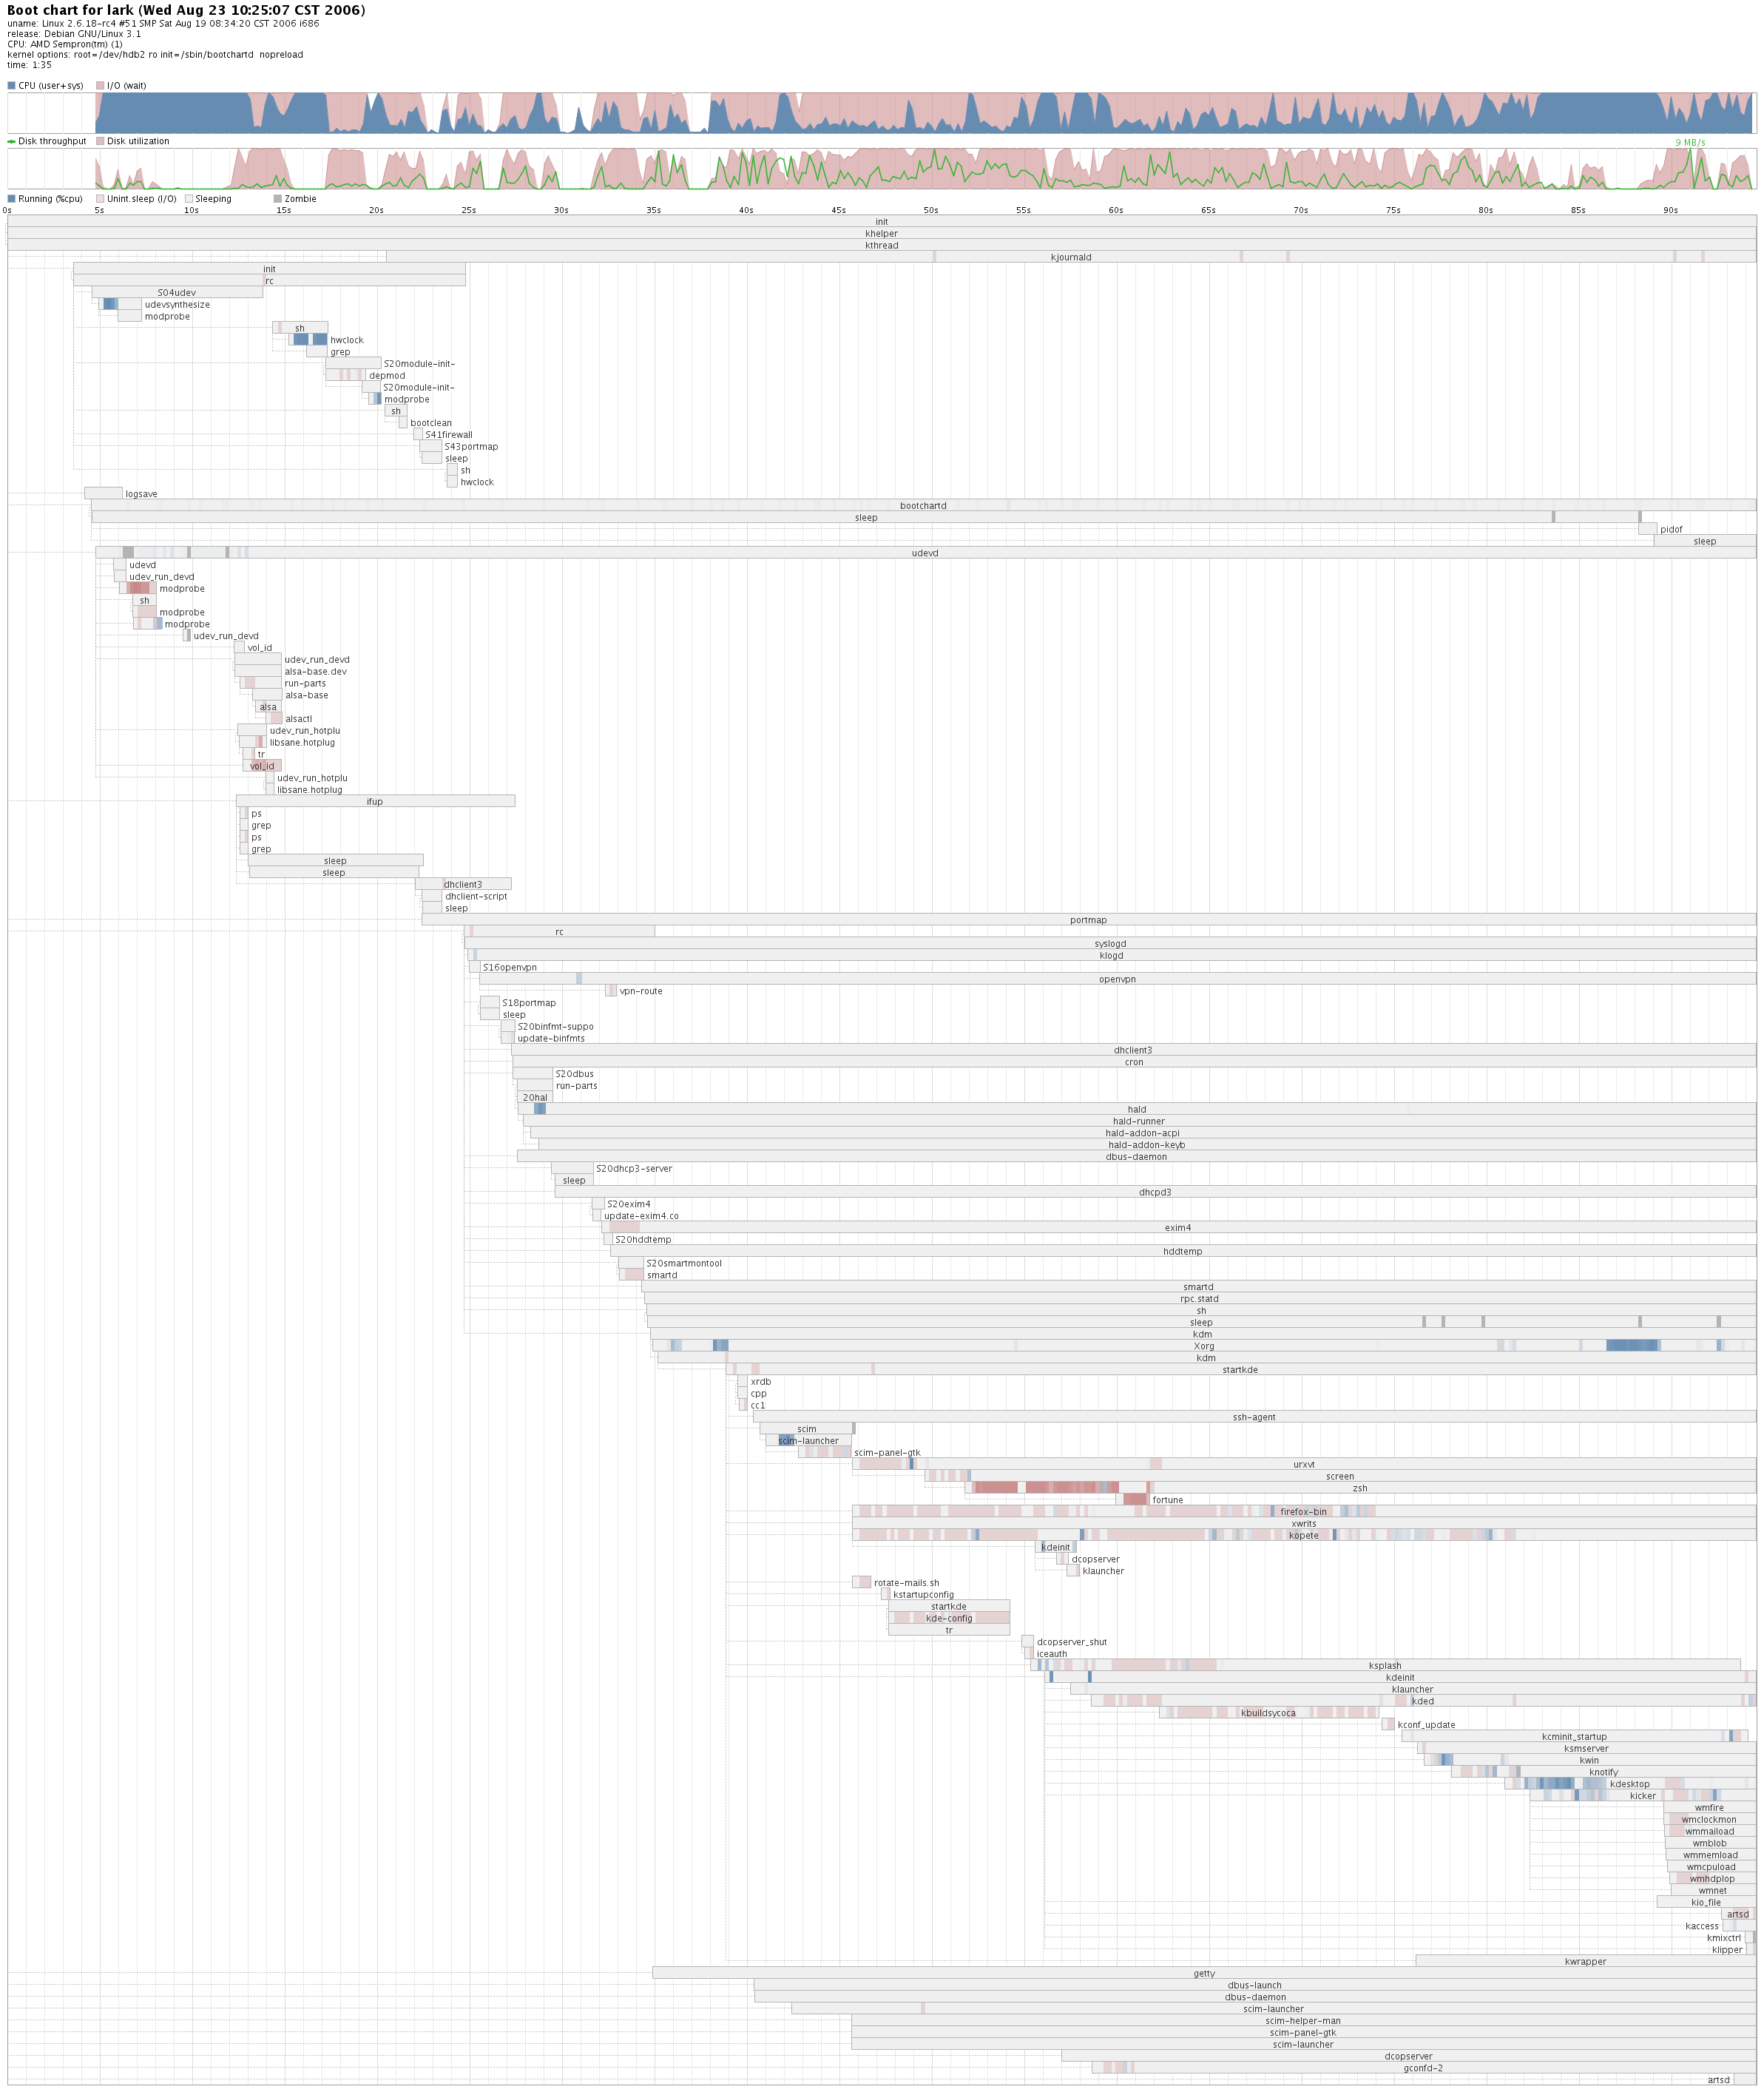 Boot chart for lark (Wed Aug 23 10:25:07 CST 2006)
uname: Linux 2.6.18-rc4 #51 SMP Sat Aug 19 08:34:20 CST 2006 i686
release: Debian GNU/Linux 3.1
CPU: AMD Sempron(tm) (1)
kernel options: root=/dev/hdb2 ro init=/sbin/bootchartd  nopreload
time: 1:35
CPU (user+sys) I/O (wait)
Disk throughput Disk utilization 9 MB/s
Running (%cpu) Unint.sleep (I/O) Sleeping Zombie
0s 5s 10s 15s 20s 25s 30s 35s 40s 45s 50s 55s 60s 65s 70s 75s 80s 85s 90s
init
khelper
kthread
kjournald
init
rc
S04udev
udevsynthesize
modprobe
sh
hwclock
grep
S20module-init-
depmod
S20module-init-
modprobe
sh
bootclean
S41firewall
S43portmap
sleep
sh
hwclock
logsave
bootchartd
sleep
pidof
sleep
udevd
udevd
udev_run_devd
modprobe
sh
modprobe
modprobe
udev_run_devd
vol_id
udev_run_devd
alsa-base.dev
run-parts
alsa-base
alsa
alsactl
udev_run_hotplu
libsane.hotplug
tr
vol_id
udev_run_hotplu
libsane.hotplug
ifup
ps
grep
ps
grep
sleep
sleep
dhclient3
dhclient-script
sleep
portmap
rc
syslogd
klogd
S16openvpn
openvpn
vpn-route
S18portmap
sleep
S20binfmt-suppo
update-binfmts
dhclient3
cron
S20dbus
run-parts
20hal
hald
hald-runner
hald-addon-acpi
hald-addon-keyb
dbus-daemon
S20dhcp3-server
sleep
dhcpd3
S20exim4
update-exim4.co
exim4
S20hddtemp
hddtemp
S20smartmontool
smartd
smartd
rpc.statd
sh
sleep
kdm
Xorg
kdm
startkde
xrdb
cpp
cc1
ssh-agent
scim
scim-launcher
scim-panel-gtk
urxvt
screen
zsh
fortune
firefox-bin
xwrits
kopete
kdeinit
dcopserver
klauncher
rotate-mails.sh
kstartupconfig
startkde
kde-config
tr
dcopserver_shut
iceauth
ksplash
kdeinit
klauncher
kded
kbuildsycoca
kconf_update
kcminit_startup
ksmserver
kwin
knotify
kdesktop
kicker
wmfire
wmclockmon
wmmaiload
wmblob
wmmemload
wmcpuload
wmhdplop
wmnet
kio_file
artsd
kaccess
kmixctrl
klipper
kwrapper
getty
dbus-launch
dbus-daemon
scim-launcher
scim-helper-man
scim-panel-gtk
scim-launcher
dcopserver
gconfd-2
artsd